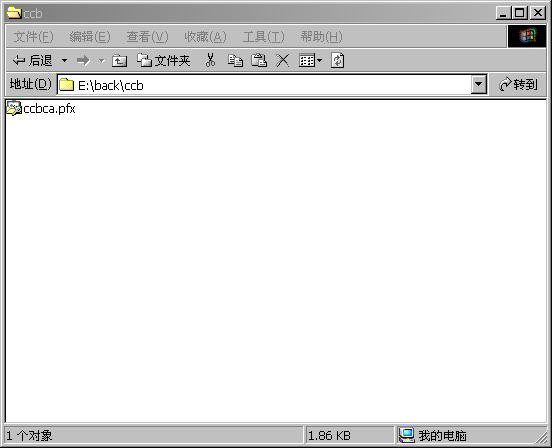 ccb
文件(F) 编辑(E) 查看(V) 收藏(A) 工具(T) 帮助(H)
后退 文件夹
地址(D) E:\back\ccb 转到
ccbca.pfx
1 个对象 1.86 KB 我的电脑